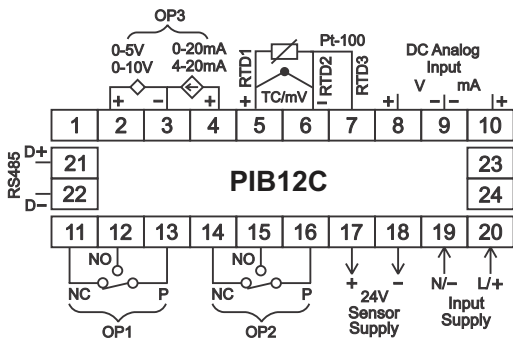 OP3
0-5V 0-20mA
0-10V 4-20mA
RTD1 Pt-100 RTD2 RTD3
TC/mV
DC Analog
Input
V mA
+ − + + − + − − +
1 2 3 4 5 6 7 8 9 10
RS485
D+ 21 23
D− 22 24
PIB12C
11 12 13 14 15 16 17 18 19 20
NO NO
NC P NC P
+ − N/− L/+
OP1 OP2
24V
Sensor
Supply
Input
Supply